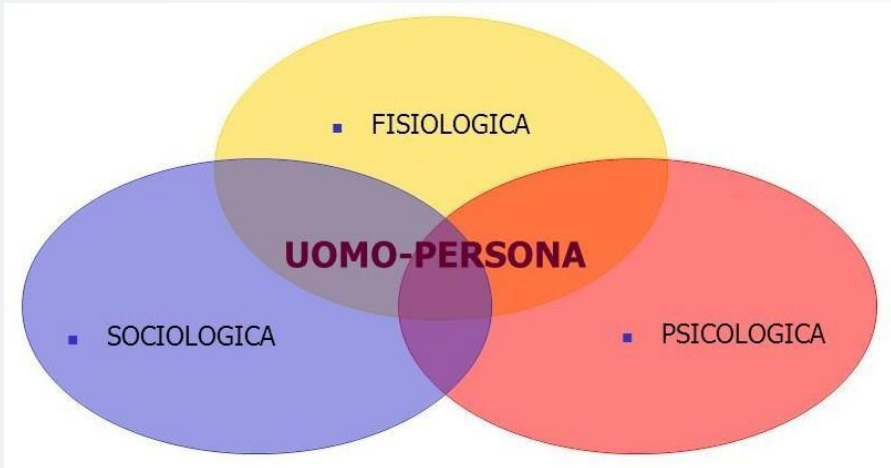 ▪ FISIOLOGICA
UOMO-PERSONA
▪ SOCIOLOGICA
▪ PSICOLOGICA